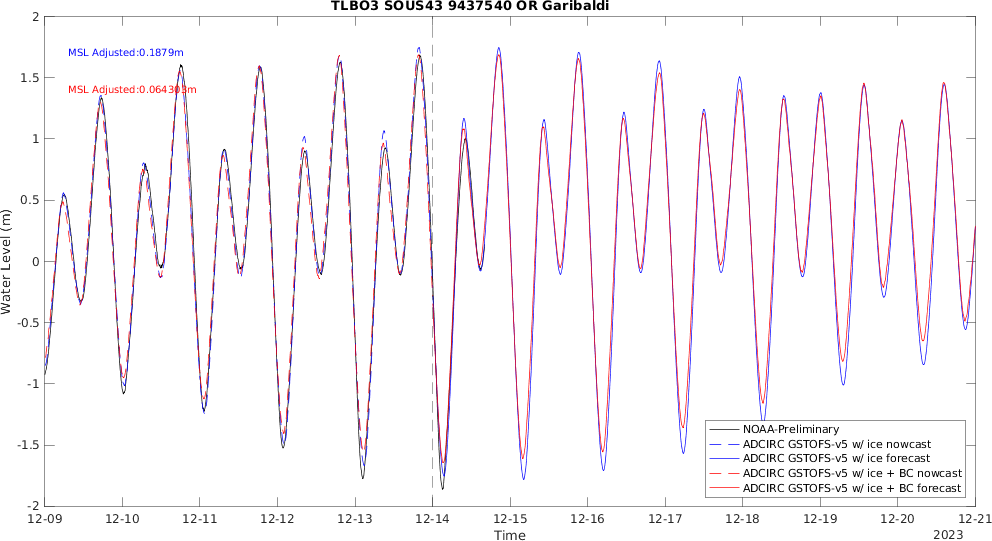 TLBO3 SOUS43 9437540 OR Garibaldi
MSL Adjusted:0.1879m
MSL Adjusted:0.064303m
Water Level (m)
2
1.5
1
0.5
0
-0.5
-1
-1.5
-2
12-09 12-10 12-11 12-12 12-13 12-14 12-15 12-16 12-17 12-18 12-19 12-20 12-21
Time
2023
NOAA-Preliminary
ADCIRC GSTOFS-v5 w/ ice nowcast
ADCIRC GSTOFS-v5 w/ ice forecast
ADCIRC GSTOFS-v5 w/ ice + BC nowcast
ADCIRC GSTOFS-v5 w/ ice + BC forecast